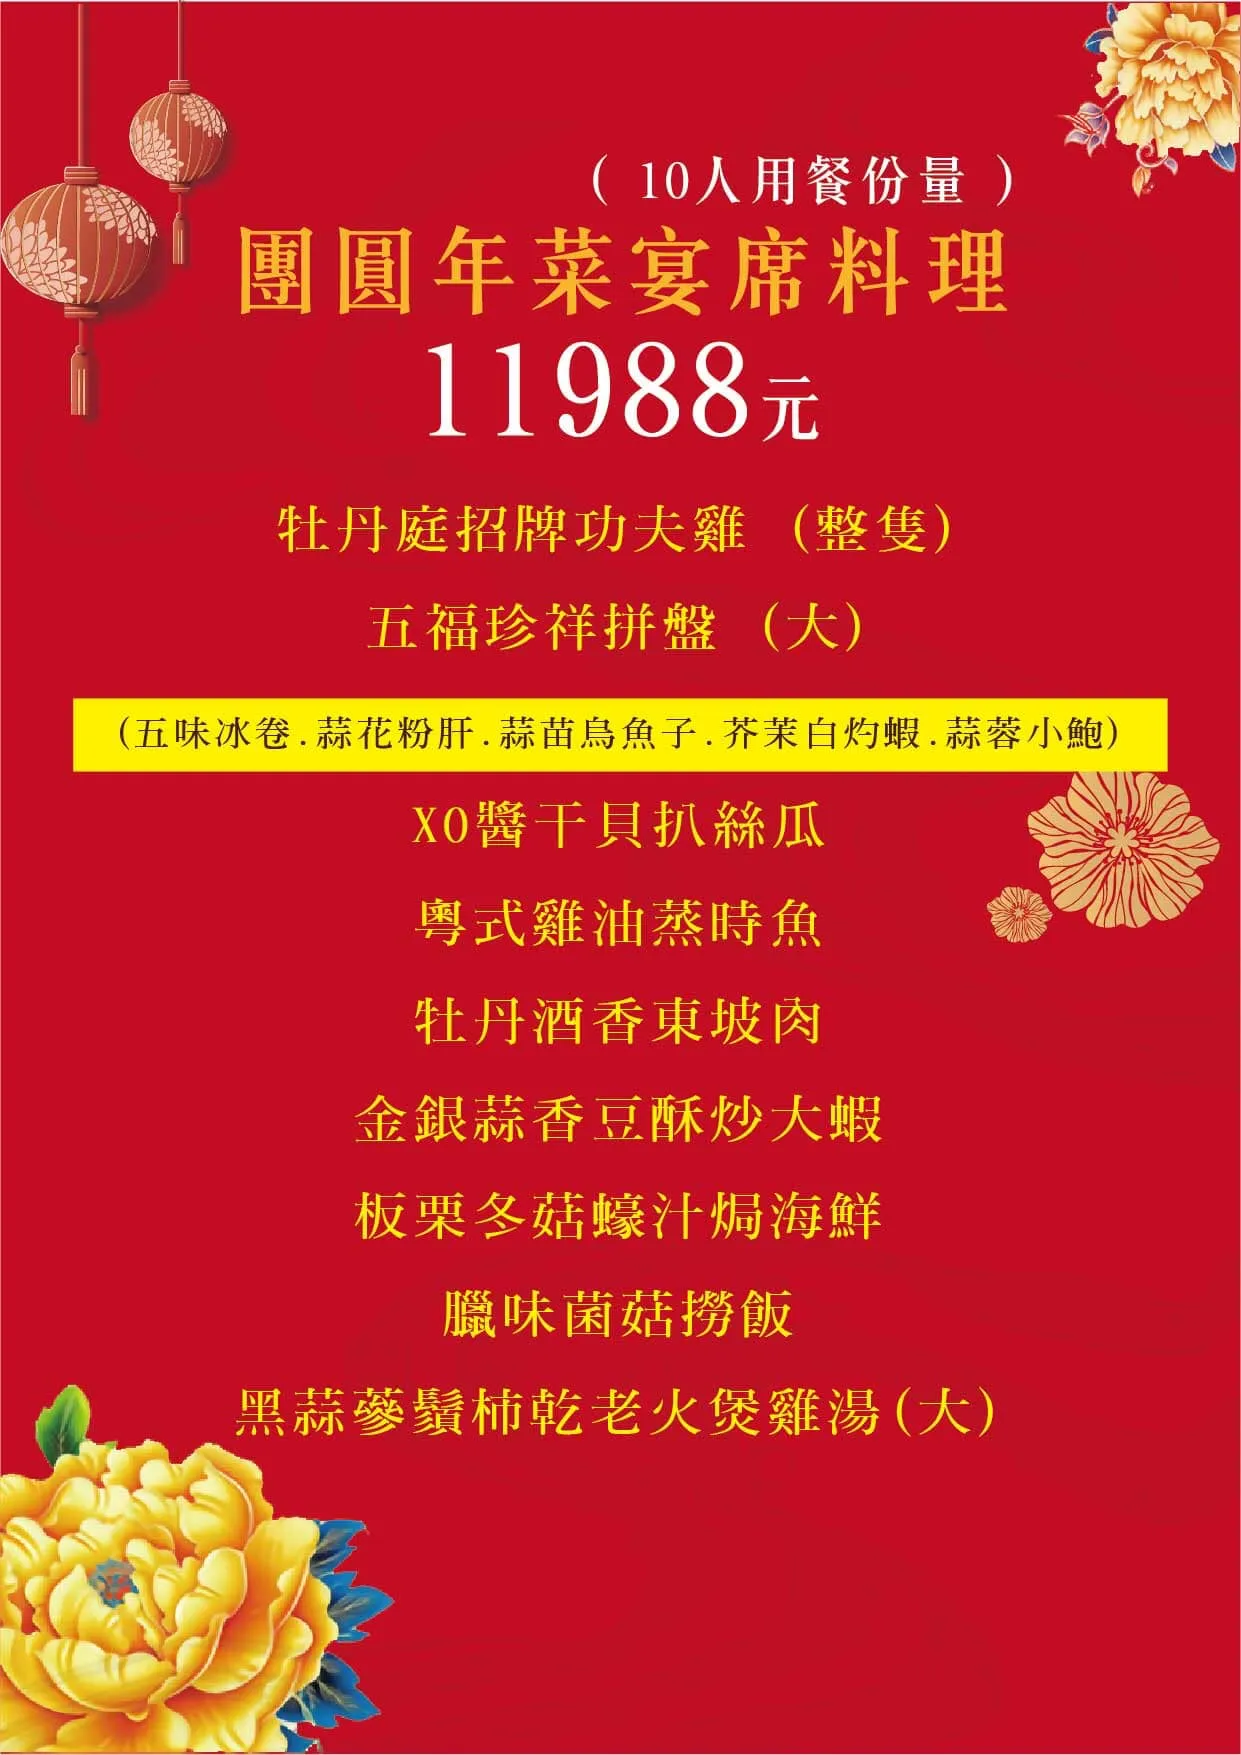 ( 10人用餐份量 )
團圓年菜宴席料理
11988元
牡丹庭招牌功夫雞 (整隻)
五福珍祥拼盤 (大)
(五味冰卷.蒜花粉肝.蒜苗烏魚子.芥茉白灼蝦.蒜蓉小鮑)
XO醬干貝扒絲瓜
粵式雞油蒸時魚
牡丹酒香東坡肉
金銀蒜香豆酥炒大蝦
板栗冬菇蠔汁焗海鮮
臘味菌菇撈飯
黑蒜蔘鬚柿乾老火煲雞湯(大)